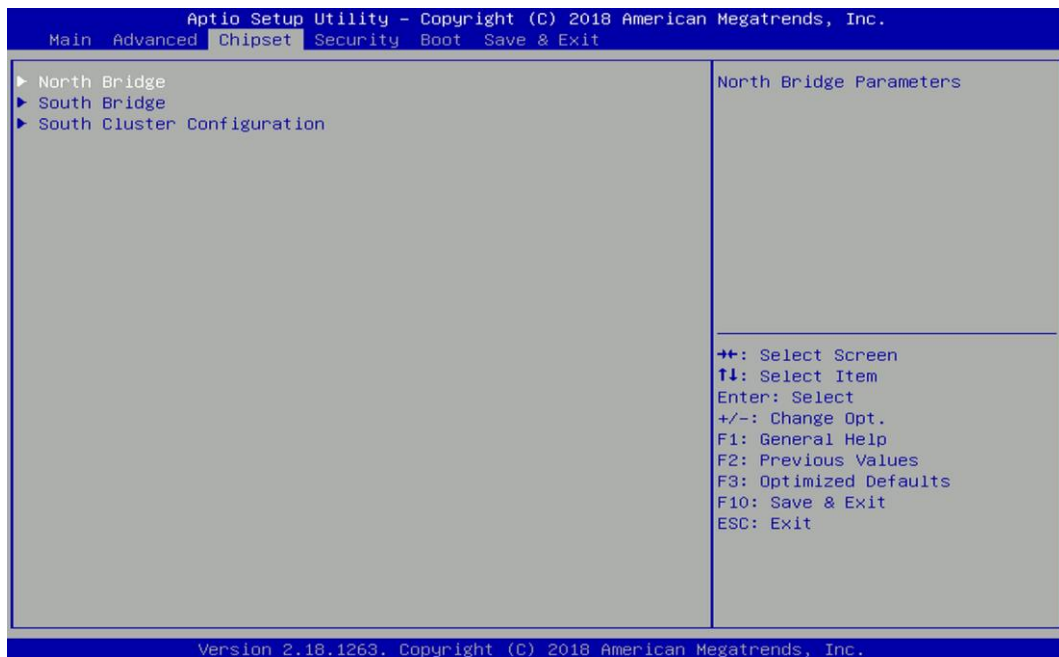 Aptio Setup Utility – Copyright (C) 2018 American Megatrends, Inc.
Main Advanced Chipset Security Boot Save & Exit
► North Bridge
► South Bridge
► South Cluster Configuration
North Bridge Parameters
→←: Select Screen
↑↓: Select Item
Enter: Select
+/-: Change Opt.
F1: General Help
F2: Previous Values
F3: Optimized Defaults
F10: Save & Exit
ESC: Exit
Version 2.18.1263. Copyright (C) 2018 American Megatrends, Inc.